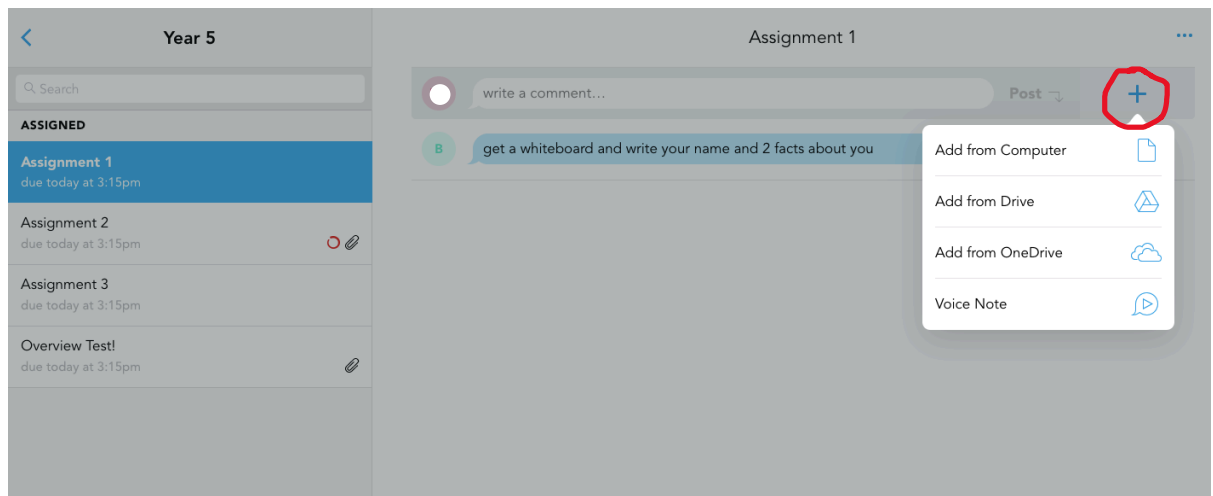 Year 5
Search
ASSIGNED
Assignment 1
due today at 3:15pm
Assignment 2
due today at 3:15pm
Assignment 3
due today at 3:15pm
Overview Test!
due today at 3:15pm
Assignment 1
write a comment...
Post
B
get a whiteboard and write your name and 2 facts about you
Add from Computer
Add from Drive
Add from OneDrive
Voice Note